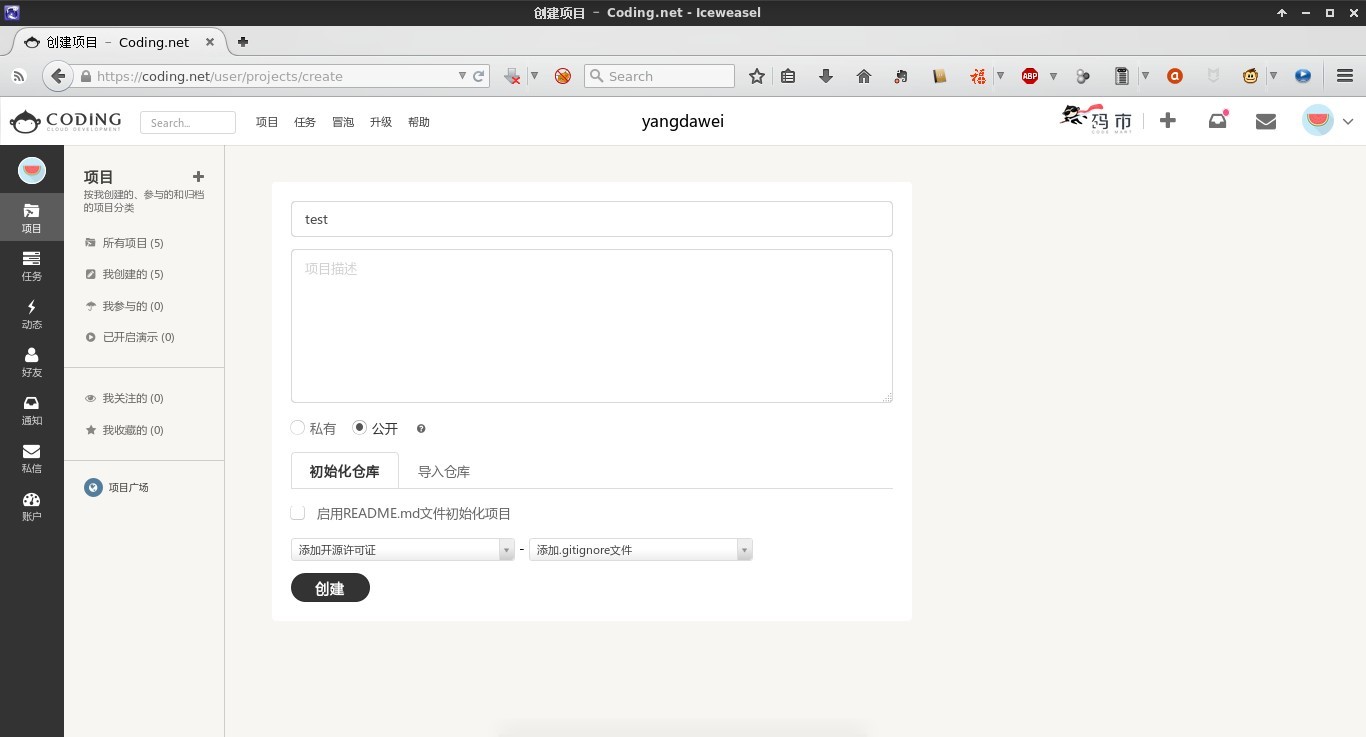 创建项目 – Coding.net - Iceweasel
创建项目 – Coding.net
https://coding.net/user/projects/create
Search
福
ABP
a
CODING
CLOUD DEVELOPMENT
Search...
项目 任务 冒泡 升级 帮助
yangdawei
码市
CODE MART
项目
任务
动态
好友
通知
私信
账户
项目
按我创建的、参与的和归档
的项目分类
所有项目 (5)
我创建的 (5)
我参与的 (0)
已开启演示 (0)
我关注的 (0)
我收藏的 (0)
项目广场
test
项目描述
私有 公开
初始化仓库 导入仓库
启用README.md文件初始化项目
添加开源许可证 - 添加.gitignore文件
创建